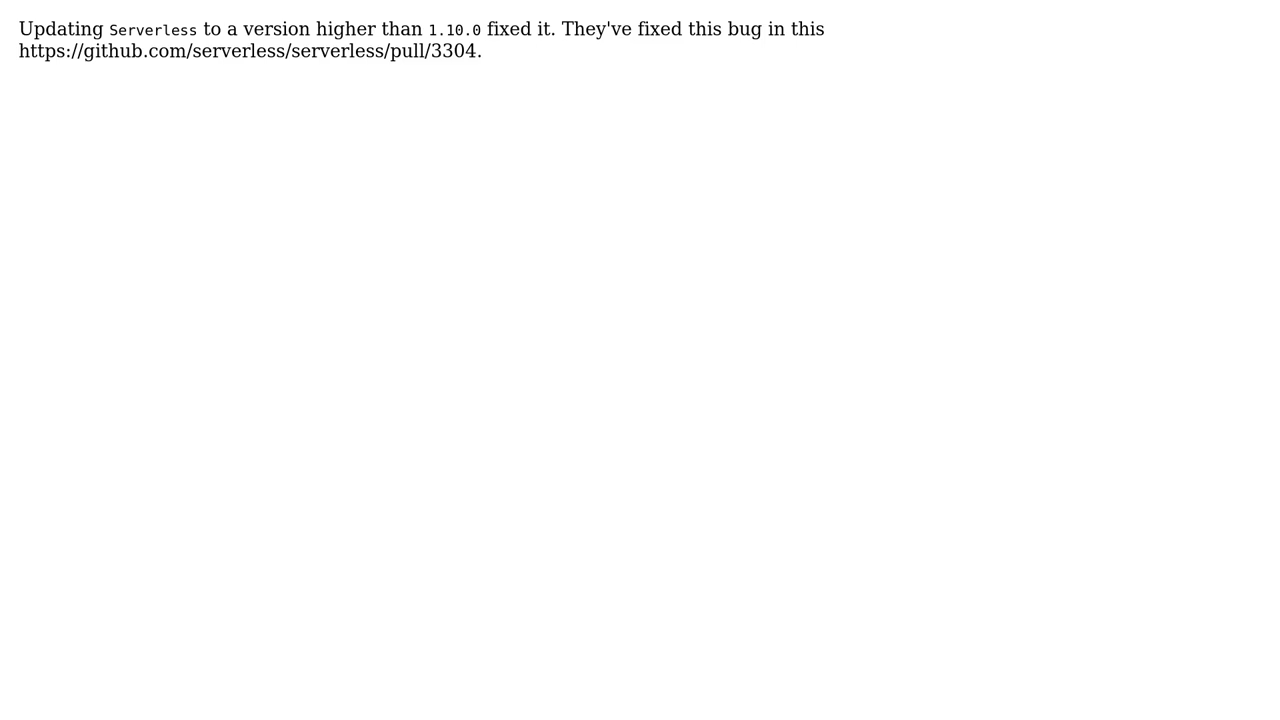 Updating Serverless to a version higher than 1.10.0 fixed it. They've fixed this bug in this
https://github.com/serverless/serverless/pull/3304.